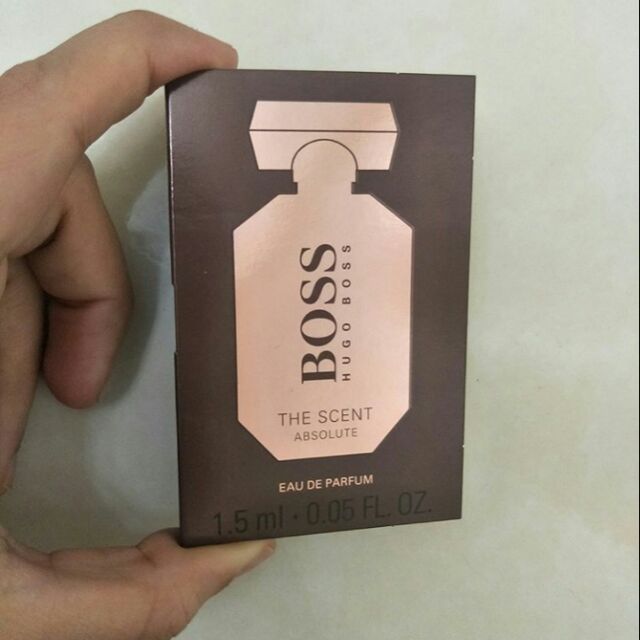 BOSS
HUGO BOSS
THE SCENT
ABSOLUTE
EAU DE PARFUM
1.5 ml · 0.05 FL. OZ.